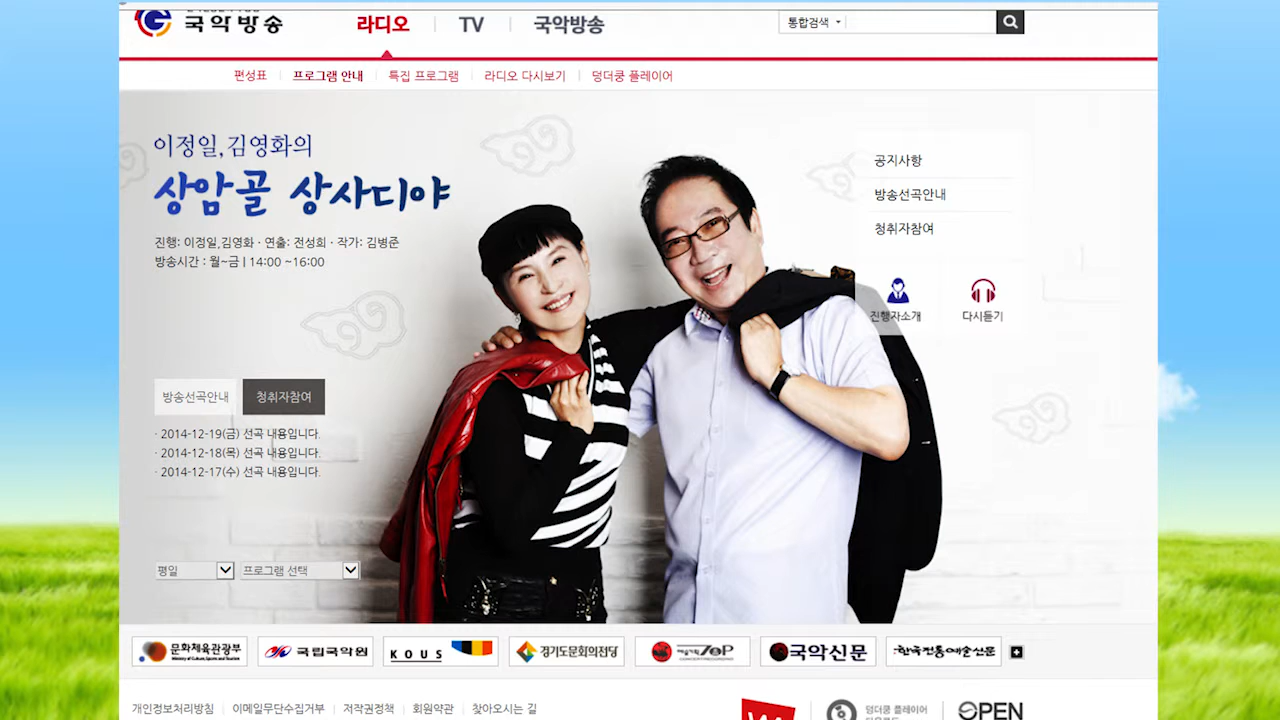 국악방송
라디오
TV
국악방송
통합검색
편성표
프로그램 안내
특집 프로그램
라디오 다시보기
덩더쿵 플레이어
이정일,김영화의
상암골 상사디야
진행: 이정일,김영화 · 연출: 전성희 · 작가: 김병준
방송시간 : 월~금 | 14:00 ~16:00
공지사항
방송선곡안내
청취자참여
진행자소개
다시듣기
방송선곡안내
청취자참여
· 2014-12-19(금) 선곡 내용입니다.
· 2014-12-18(목) 선곡 내용입니다.
· 2014-12-17(수) 선곡 내용입니다.
평일
프로그램 선택
문화체육관광부
Ministry of Culture, Sports and Tourism
국립국악원
KOUS
경기도문화의전당
국악신문
한국전통예술신문
개인정보처리방침
이메일무단수집거부
저작권정책
회원약관
찾아오시는 길
덩더쿵 플레이어
OPEN